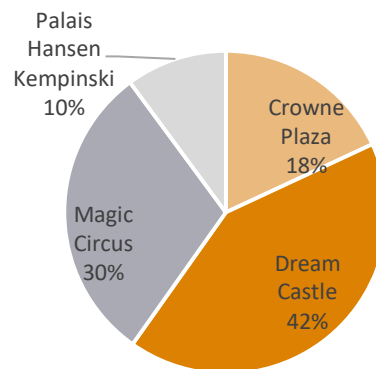 Palais
Hansen
Kempinski
10%
Crowne
Plaza
18%
Magic
Circus
30%
Dream
Castle
42%